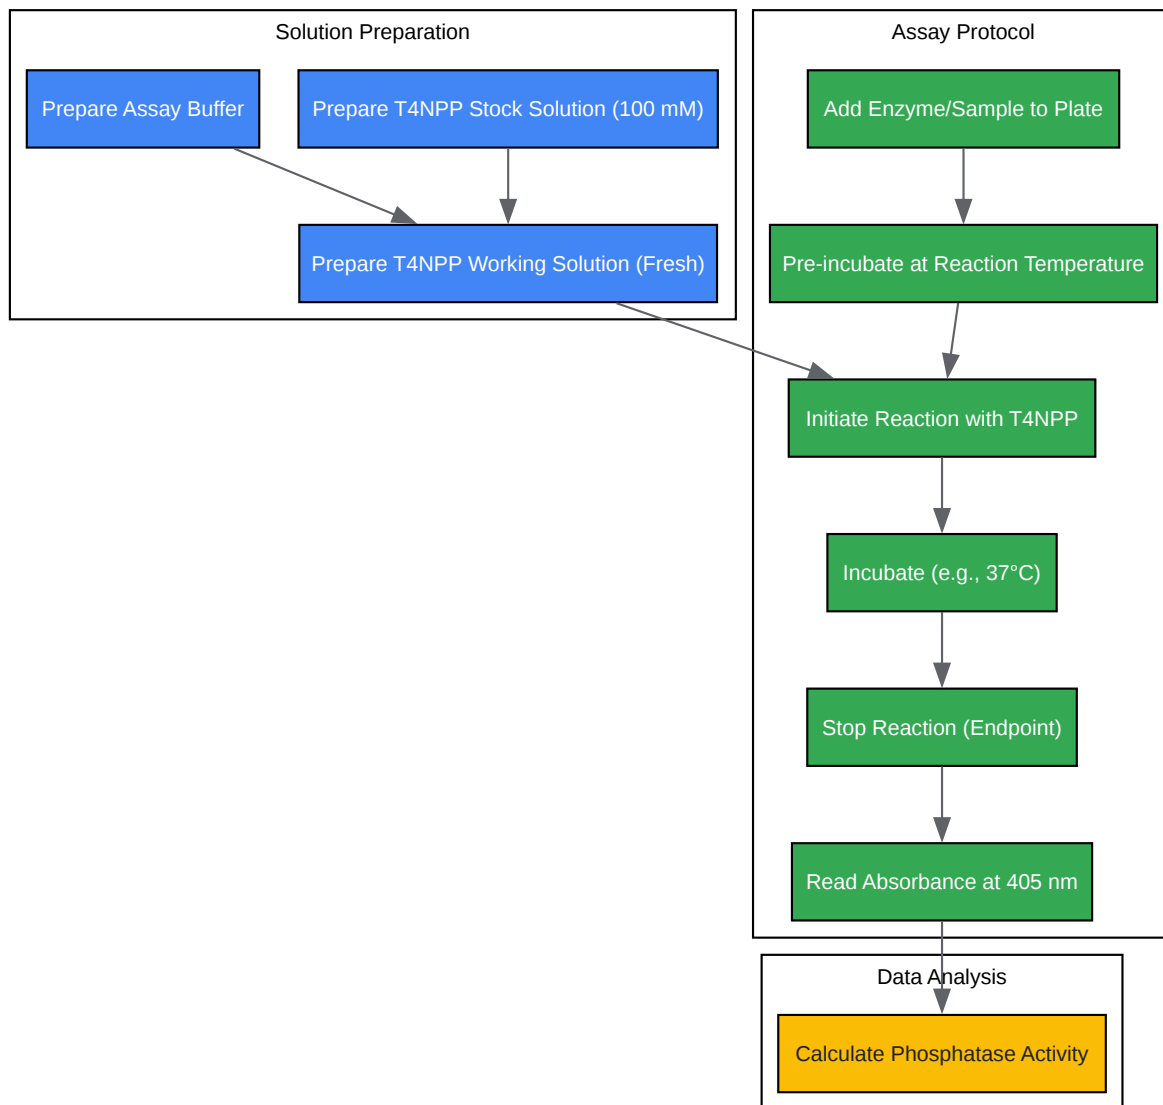 Solution Preparation
Prepare Assay Buffer
Prepare T4NPP Stock Solution (100 mM)
Prepare T4NPP Working Solution (Fresh)
Assay Protocol
Add Enzyme/Sample to Plate
Pre-incubate at Reaction Temperature
Initiate Reaction with T4NPP
Incubate (e.g., 37°C)
Stop Reaction (Endpoint)
Read Absorbance at 405 nm
Data Analysis
Calculate Phosphatase Activity